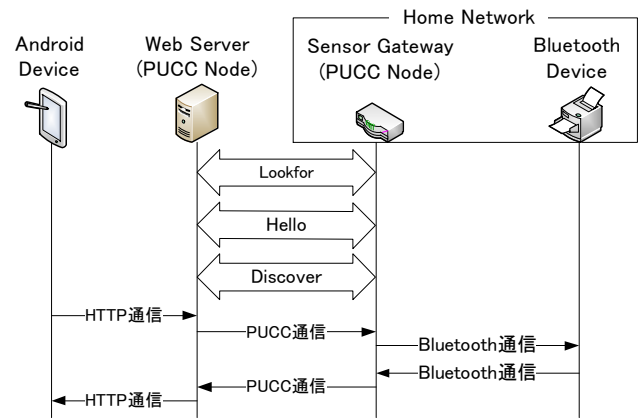 Home Network
Android
Device
Web Server
(PUCC Node)
Sensor Gateway
(PUCC Node)
Bluetooth
Device
Lookfor
Hello
Discover
HTTP通信
PUCC通信
Bluetooth通信
Bluetooth通信
PUCC通信
HTTP通信